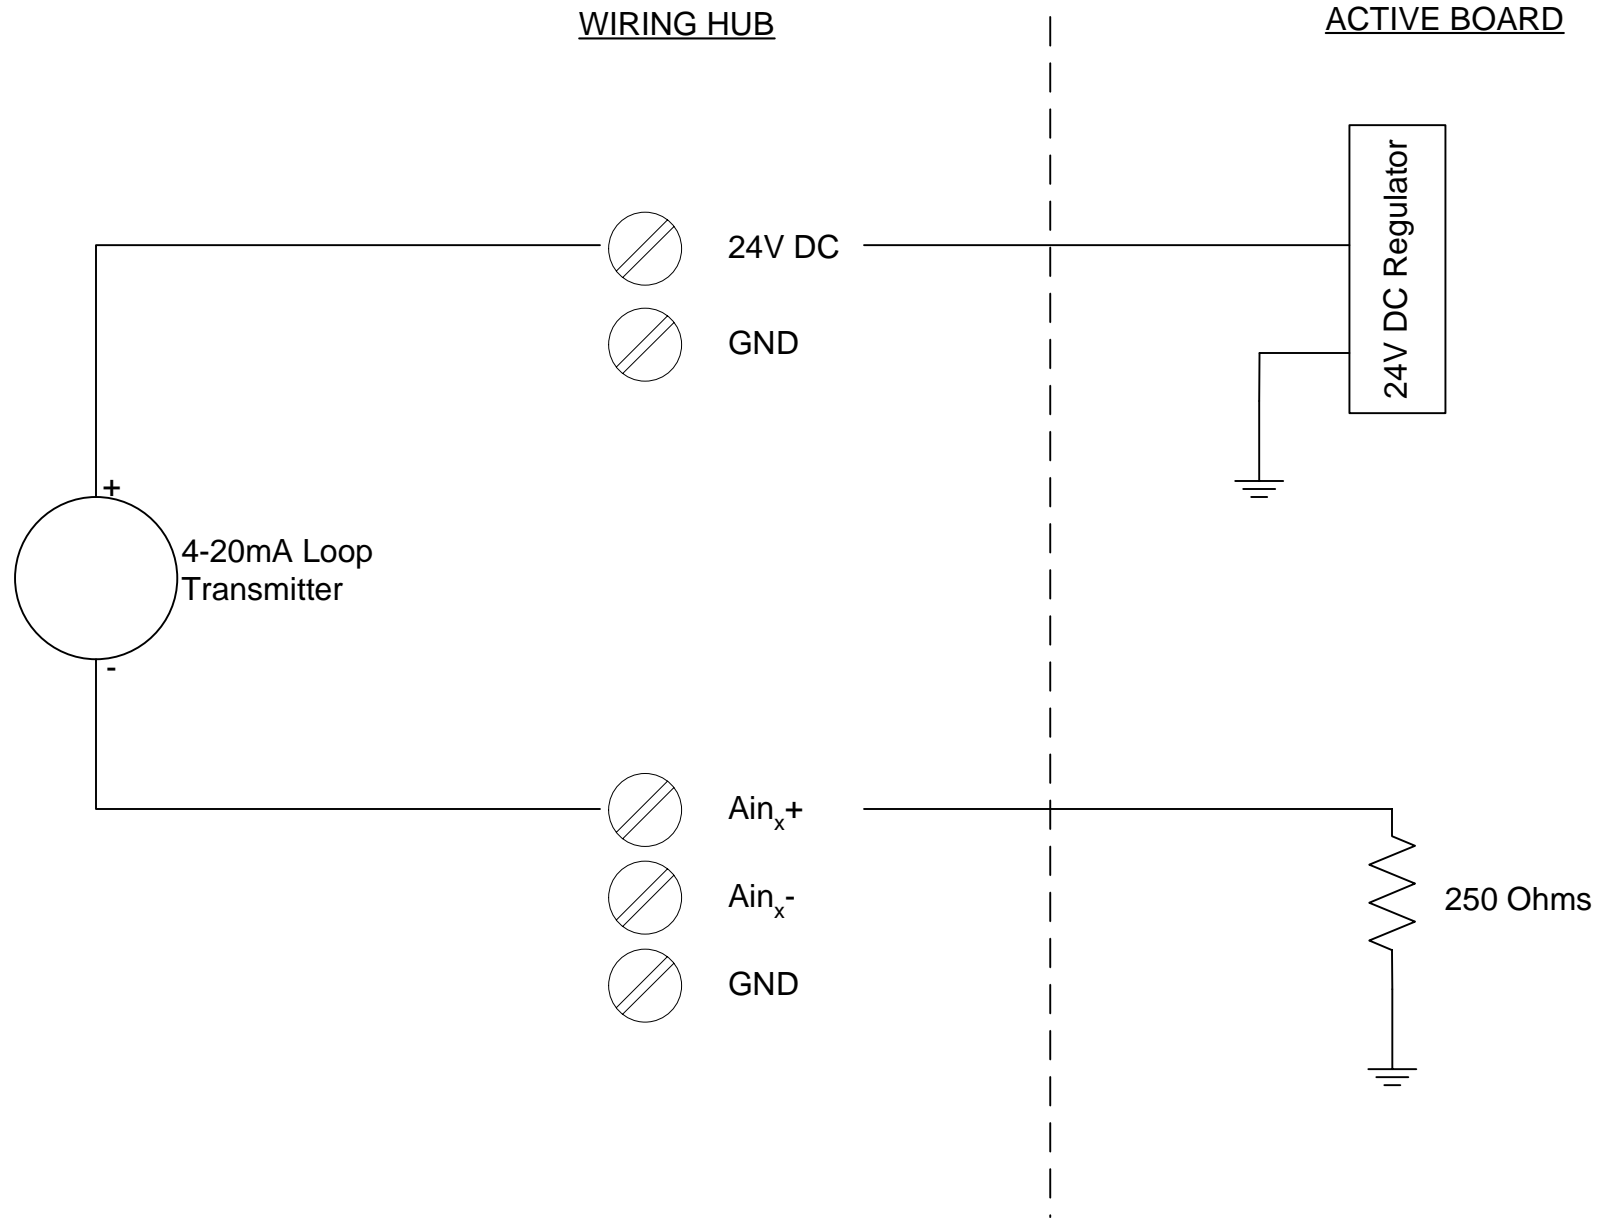 WIRING HUB
ACTIVE BOARD
24V DC
24V DC Regulator
GND
+
4-20mA Loop
Transmitter
-
Ainx+
Ainx-
250 Ohms
GND